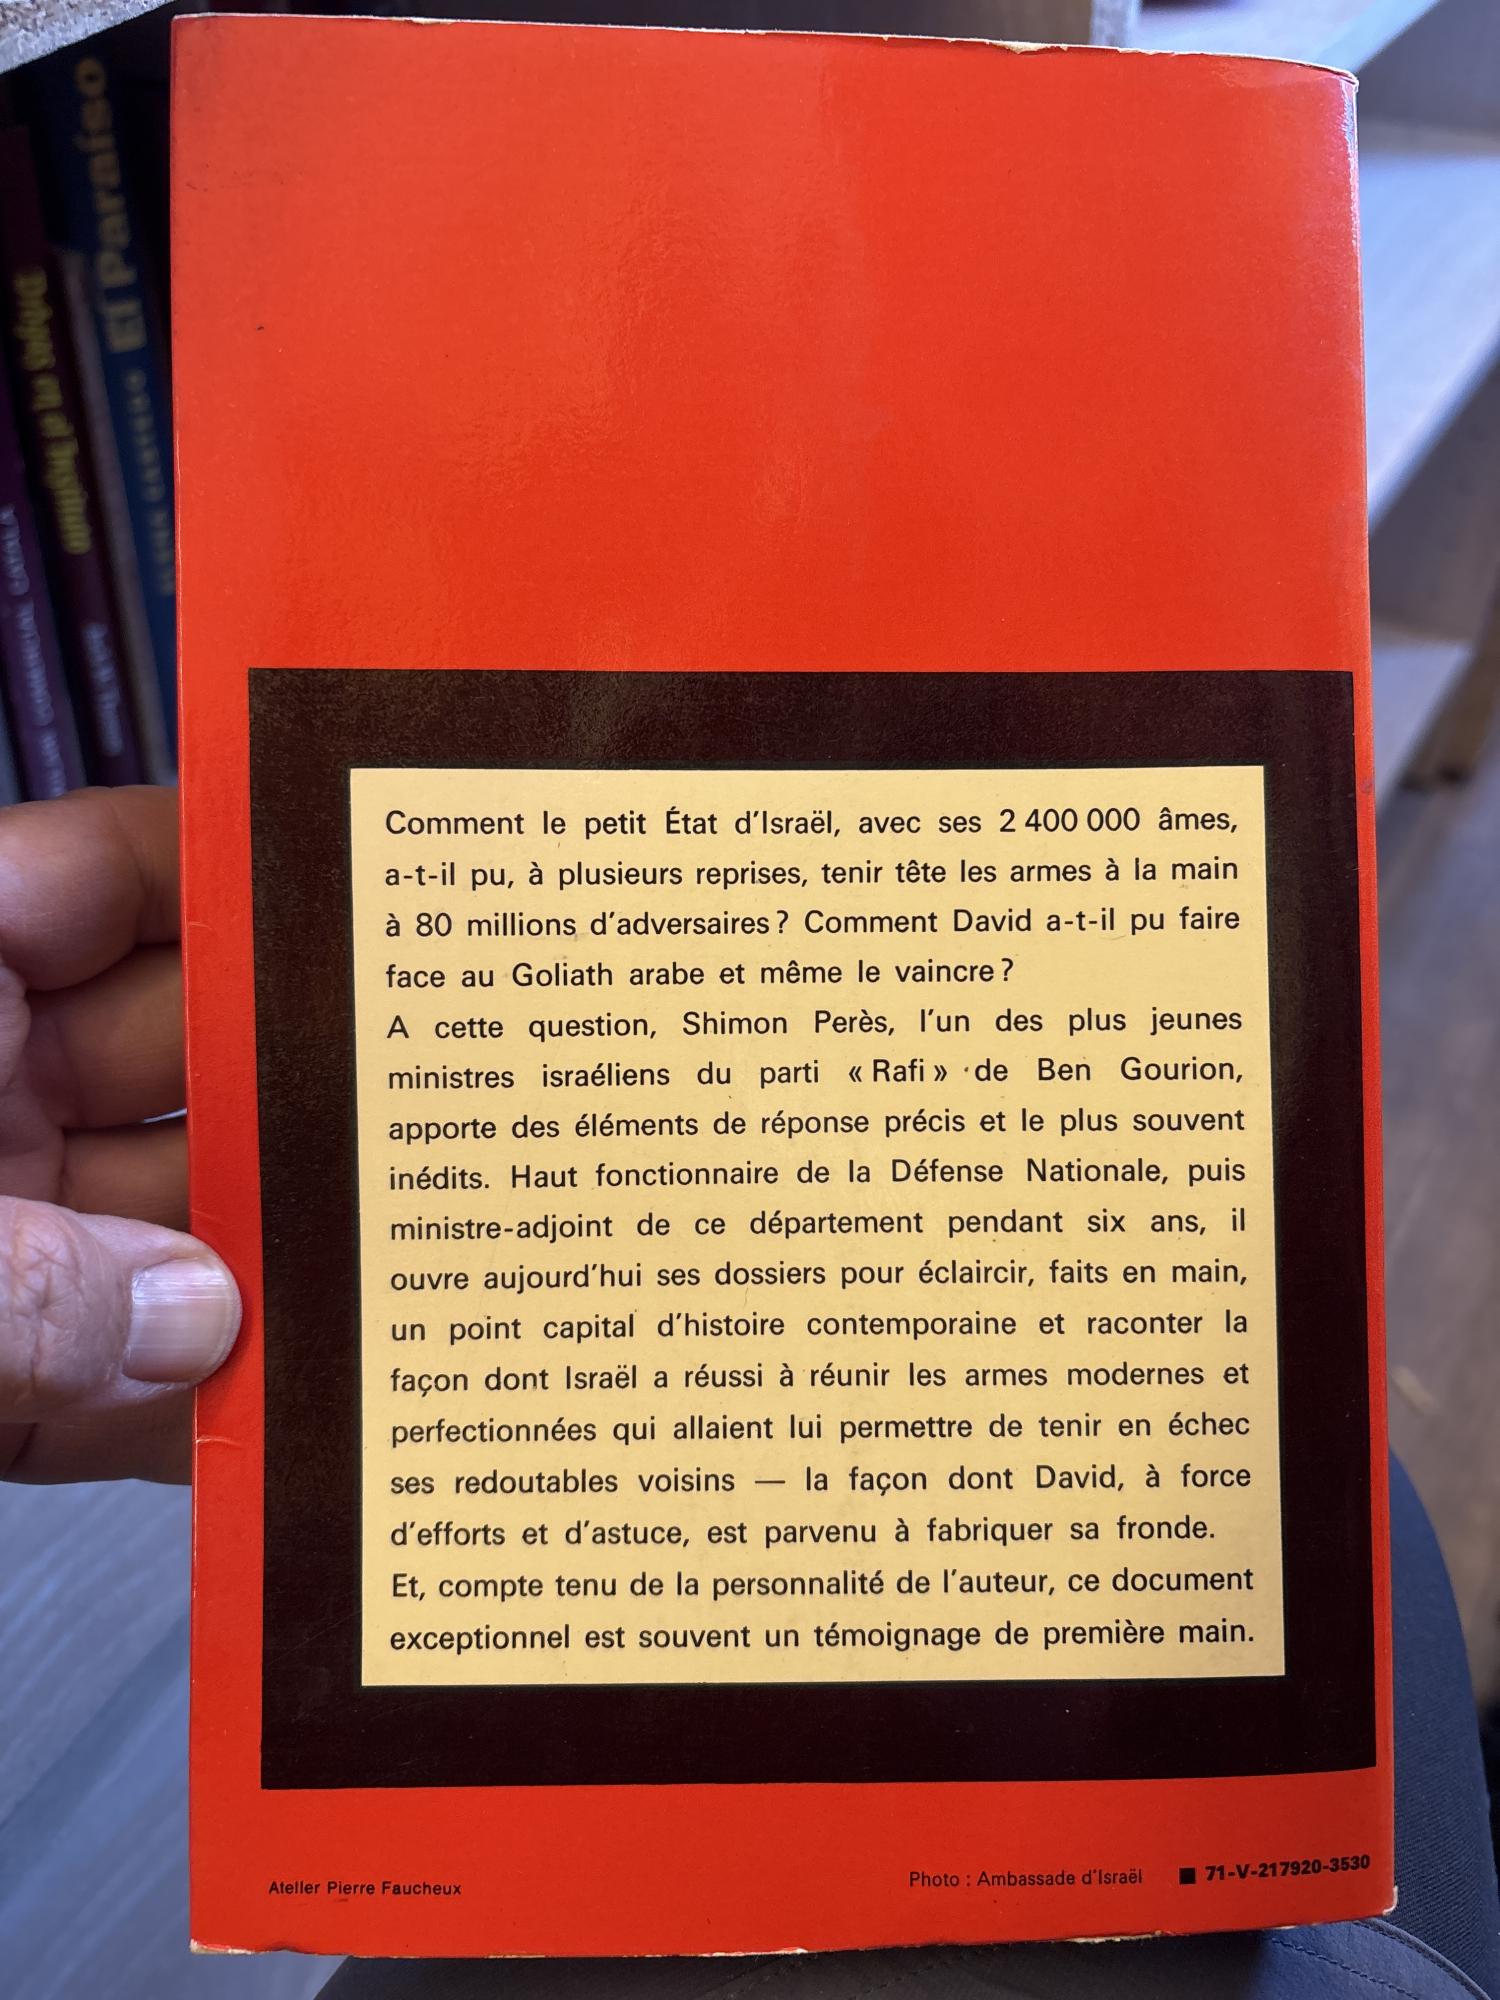 El Paraíso
Comment le petit État d'Israël, avec ses 2 400 000 âmes,
a-t-il pu, à plusieurs reprises, tenir tête les armes à la main
à 80 millions d'adversaires ? Comment David a-t-il pu faire
face au Goliath arabe et même le vaincre ?
A cette question, Shimon Perès, l'un des plus jeunes
ministres israéliens du parti « Rafi » de Ben Gourion,
apporte des éléments de réponse précis et le plus souvent
inédits. Haut fonctionnaire de la Défense Nationale, puis
ministre-adjoint de ce département pendant six ans, il
ouvre aujourd'hui ses dossiers pour éclaircir, faits en main,
un point capital d'histoire contemporaine et raconter la
façon dont Israël a réussi à réunir les armes modernes et
perfectionnées qui allaient lui permettre de tenir en échec
ses redoutables voisins — la façon dont David, à force
d'efforts et d'astuce, est parvenu à fabriquer sa fronde.
Et, compte tenu de la personnalité de l'auteur, ce document
exceptionnel est souvent un témoignage de première main.
Atelier Pierre Faucheux
Photo : Ambassade d'Israël ■ 71-V-217920-3530